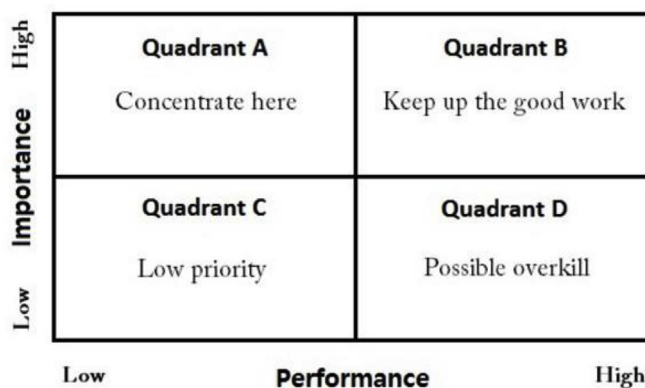 High
Quadrant A
Quadrant B
Concentrate here
Keep up the good work
Importance
Quadrant C
Quadrant D
Low priority
Possible overkill
Low
Low
Performance
High